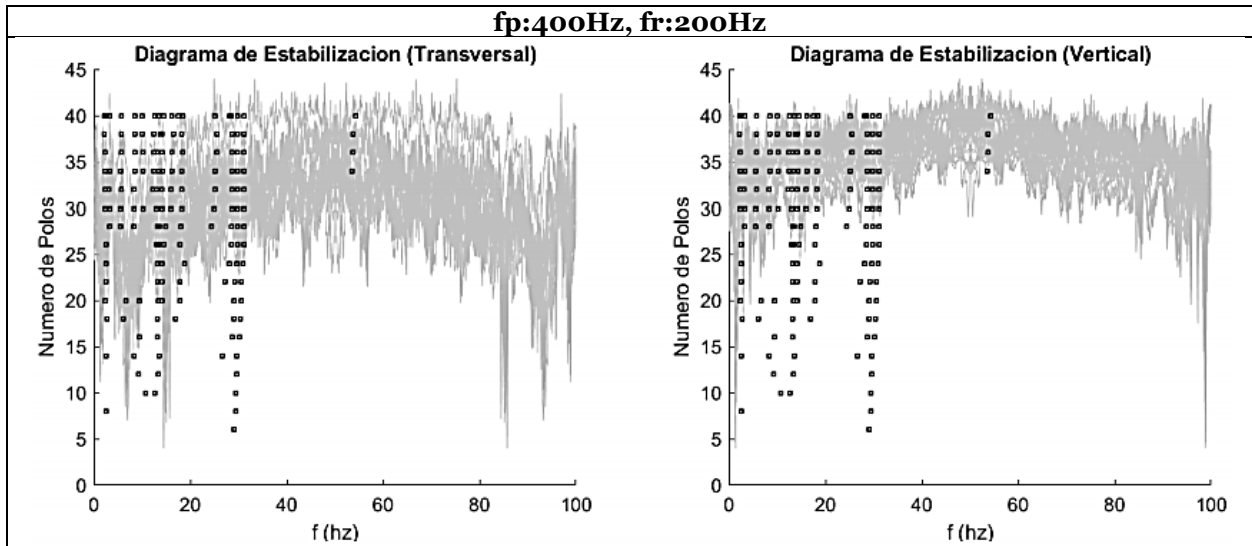 fp:400Hz, fr:200Hz
Diagrama de Estabilizacion (Transversal)
45
40
35
30
25
20
15
10
5
0
Numero de Polos
0 20 40 60 80 100
f (hz)
Diagrama de Estabilizacion (Vertical)
45
40
35
30
25
20
15
10
5
0
Numero de Polos
0 20 40 60 80 100
f (hz)